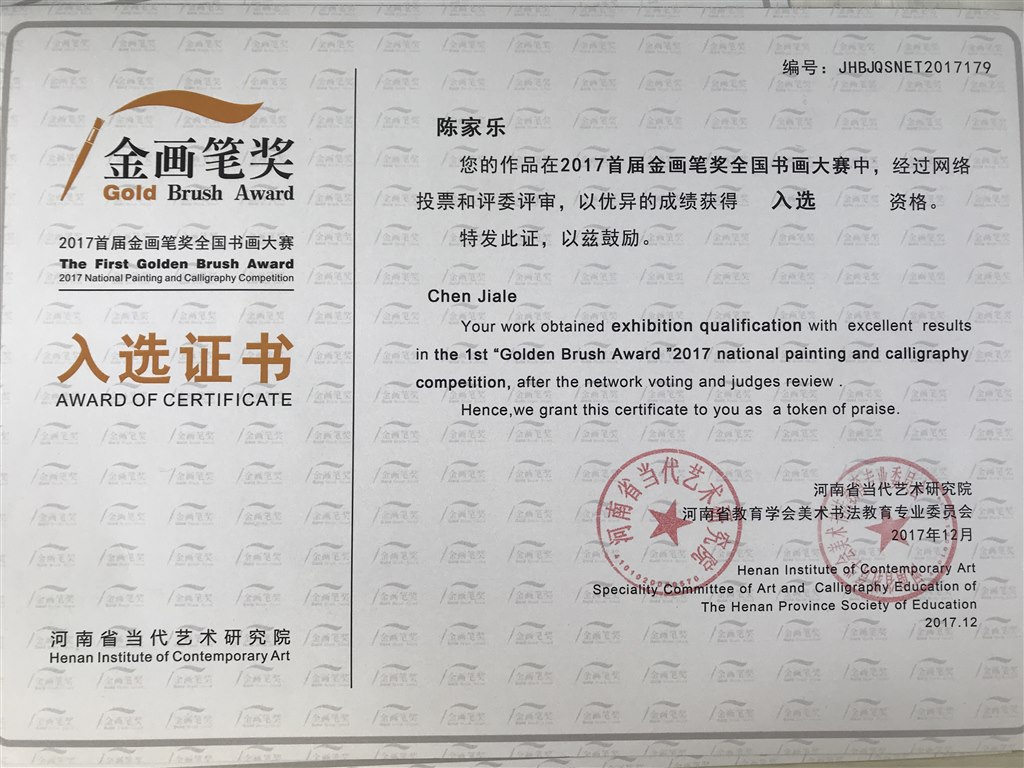 编号：JHBJQSNET2017179
金画笔奖
Gold Brush Award
2017首届金画笔奖全国书画大赛
The First Golden Brush Award
2017 National Painting and Calligraphy Competition
入选证书
AWARD OF CERTIFICATE
河南省当代艺术研究院
Henan Institute of Contemporary Art
陈家乐
您的作品在2017首届金画笔奖全国书画大赛中，经过网络
投票和评委评审，以优异的成绩获得 入选 资格。
特发此证，以兹鼓励。
Chen Jiale
Your work obtained exhibition qualification with excellent results
in the 1st “Golden Brush Award ”2017 national painting and calligraphy
competition, after the network voting and judges review .
Hence,we grant this certificate to you as a token of praise.
河南省当代艺术研究院
河南省当代艺术研究院
河南省教育学会美术书法教育专业委员会
2017年12月
Henan Institute of Contemporary Art
Speciality Committee of Art and Calligraphy Education of
The Henan Province Society of Education
2017.12